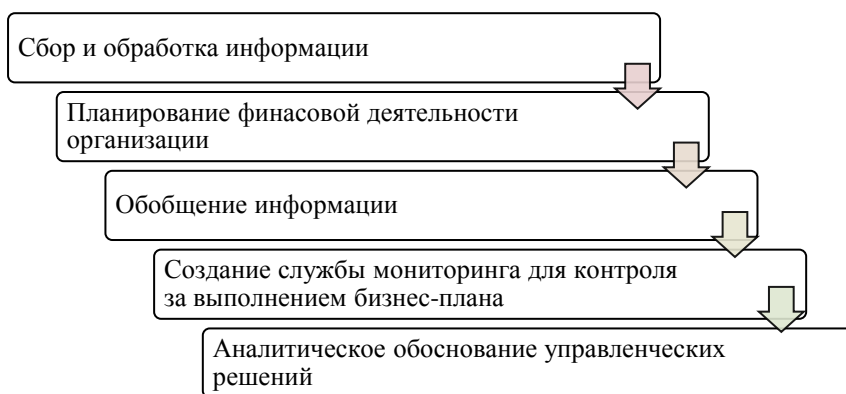 Сбор и обработка информации
Планирование финасовой деятельности
организации
Обобщение информации
Создание службы мониторинга для контроля
за выполнением бизнес-плана
Аналитическое обоснование управленческих
решений